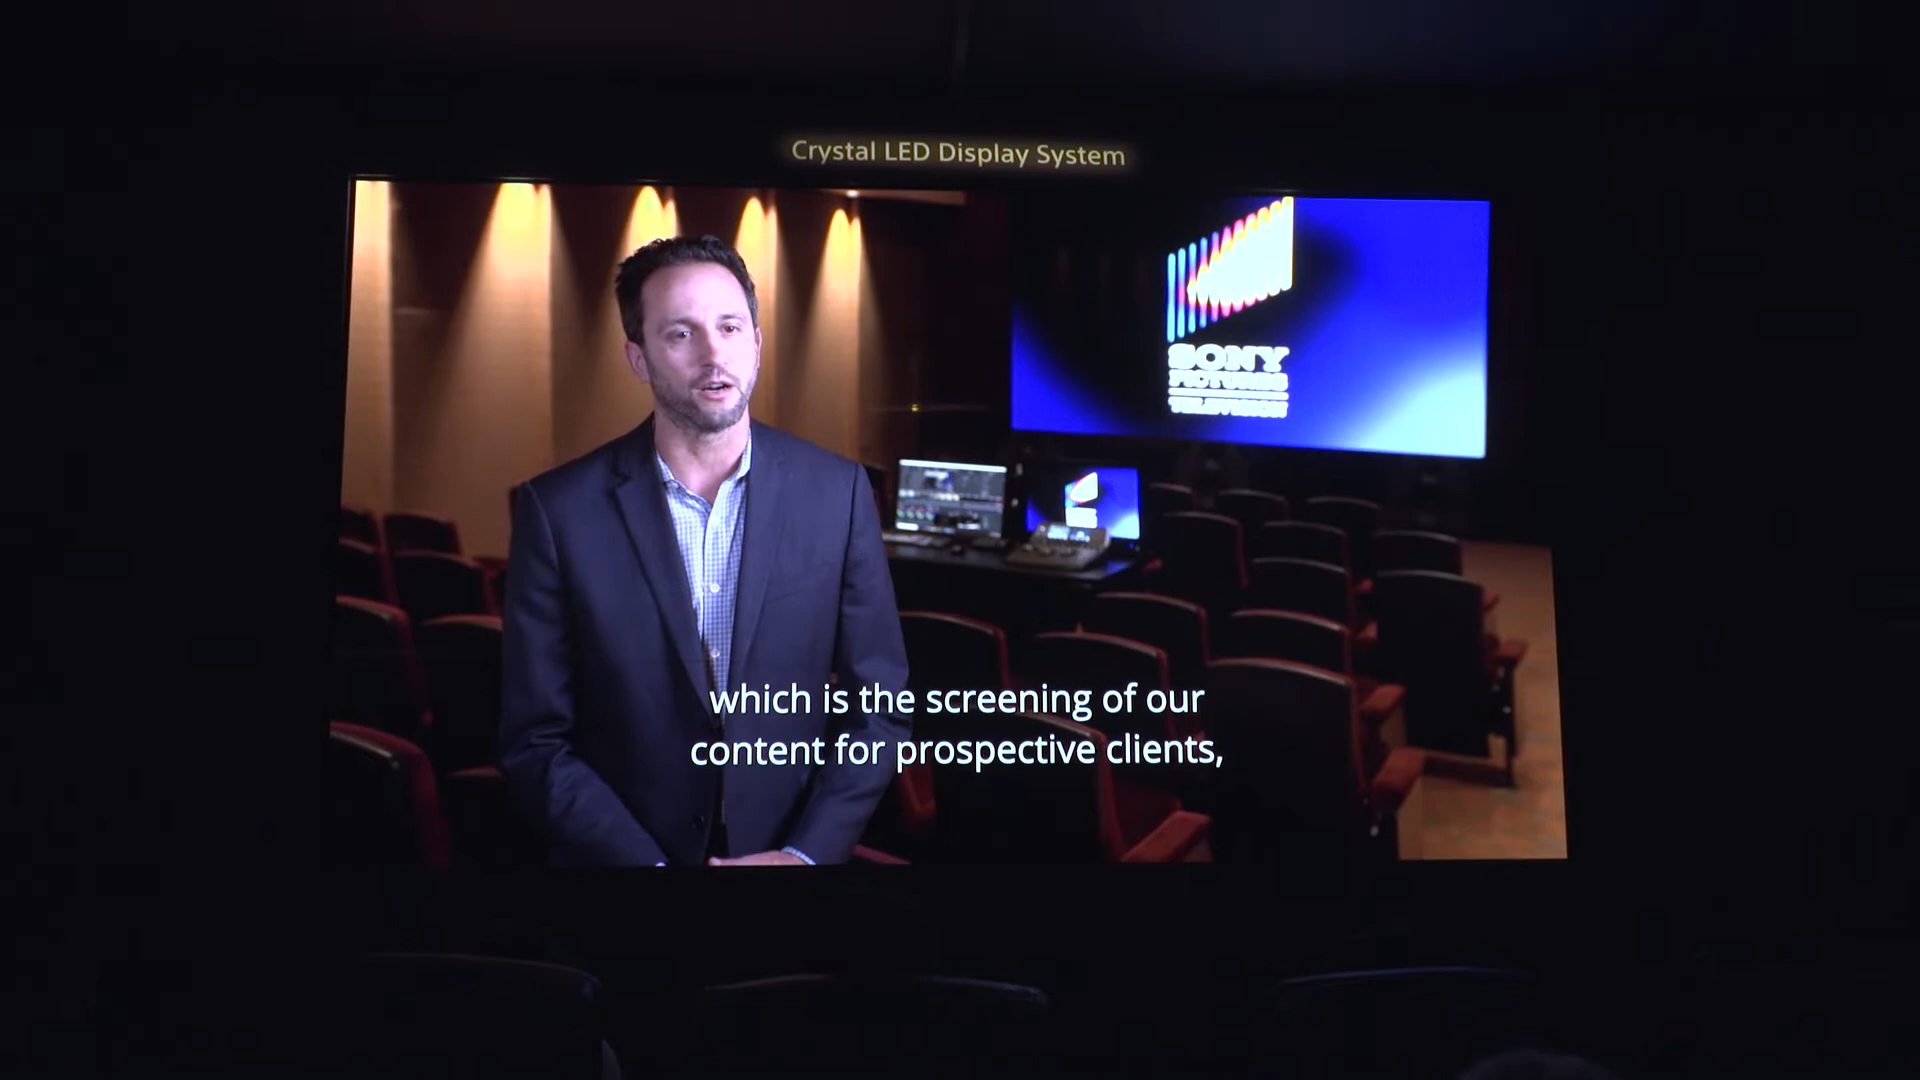 Crystal LED Display System
SONY
PICTURES
TELEVISION
which is the screening of our
content for prospective clients,